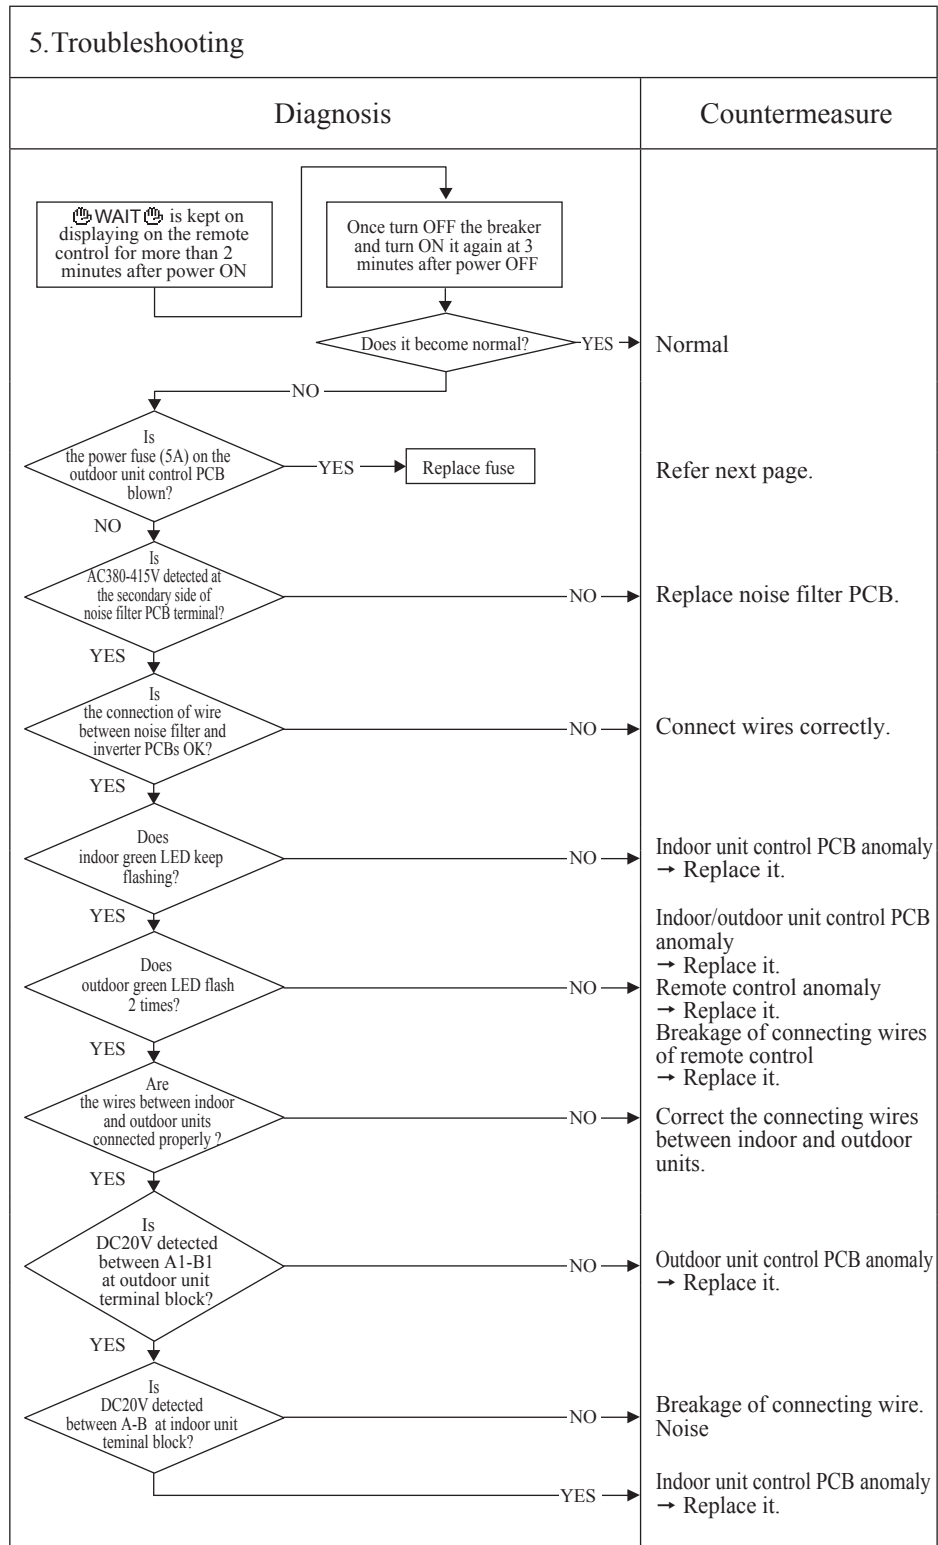 5.Troubleshooting
Diagnosis
Countermeasure
WAIT is kept on
displaying on the remote
control for more than 2
minutes after power ON
Once turn OFF the breaker
and turn ON it again at 3
minutes after power OFF
Does it become normal?
YES
Normal
NO
Is
the power fuse (5A) on the
outdoor unit control PCB
blown?
YES
Replace fuse
Refer next page.
NO
Is
AC380-415V detected at
the secondary side of
noise filter PCB terminal?
NO
Replace noise filter PCB.
YES
Is
the connection of wire
between noise filter and
inverter PCBs OK?
NO
Connect wires correctly.
YES
Does
indoor green LED keep
flashing?
NO
Indoor unit control PCB anomaly
→ Replace it.
YES
Does
outdoor green LED flash
2 times?
NO
Indoor/outdoor unit control PCB
anomaly
→ Replace it.
Remote control anomaly
→ Replace it.
Breakage of connecting wires
of remote control
→ Replace it.
YES
Are
the wires between indoor
and outdoor units
connected properly ?
NO
Correct the connecting wires
between indoor and outdoor
units.
YES
Is
DC20V detected
between A1-B1
at outdoor unit
terminal block?
NO
Outdoor unit control PCB anomaly
→ Replace it.
YES
Is
DC20V detected
between A-B at indoor unit
teminal block?
NO
Breakage of connecting wire.
Noise
YES
Indoor unit control PCB anomaly
→ Replace it.